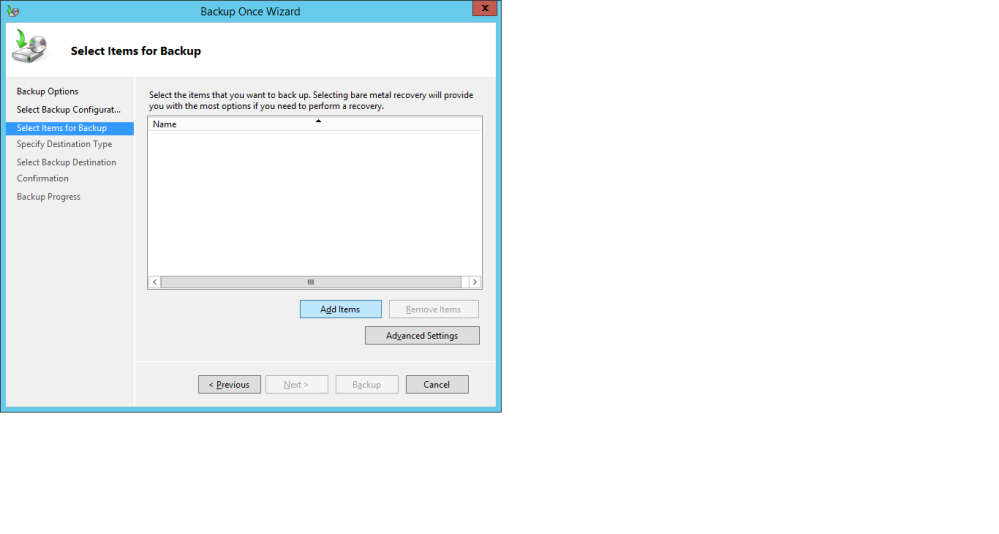 Backup Once Wizard
x
Select Items for Backup
Backup Options
Select Backup Configurat...
Select Items for Backup
Specify Destination Type
Select Backup Destination
Confirmation
Backup Progress
Select the items that you want to back up. Selecting bare metal recovery will provide
you with the most options if you need to perform a recovery.
Name
Add Items
Remove Items
Advanced Settings
< Previous
Next >
Backup
Cancel